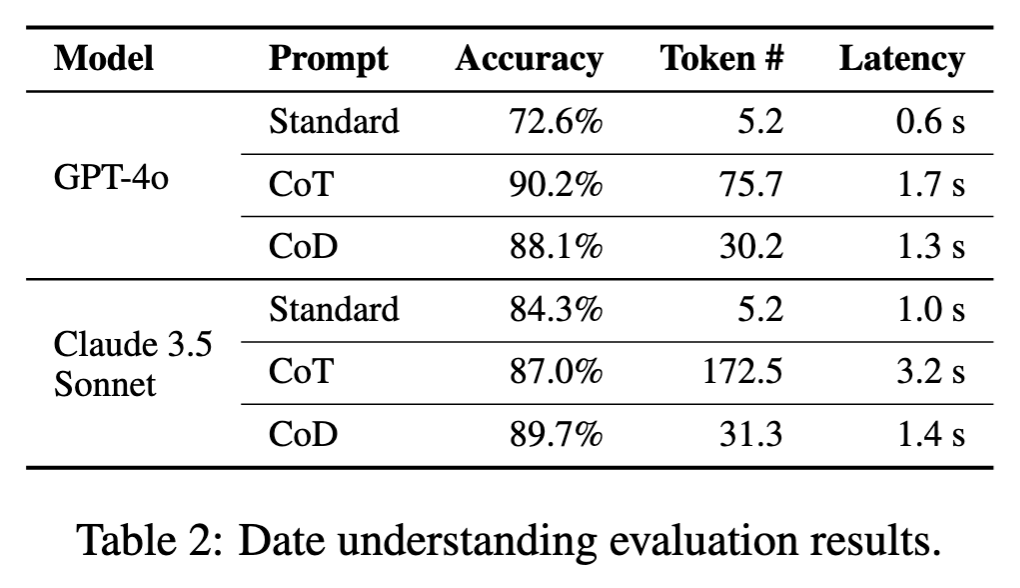 Model Prompt Accuracy Token # Latency
GPT-4o
Standard 72.6% 5.2 0.6 s
CoT 90.2% 75.7 1.7 s
CoD 88.1% 30.2 1.3 s
Claude 3.5
Sonnet
Standard 84.3% 5.2 1.0 s
CoT 87.0% 172.5 3.2 s
CoD 89.7% 31.3 1.4 s
Table 2: Date understanding evaluation results.